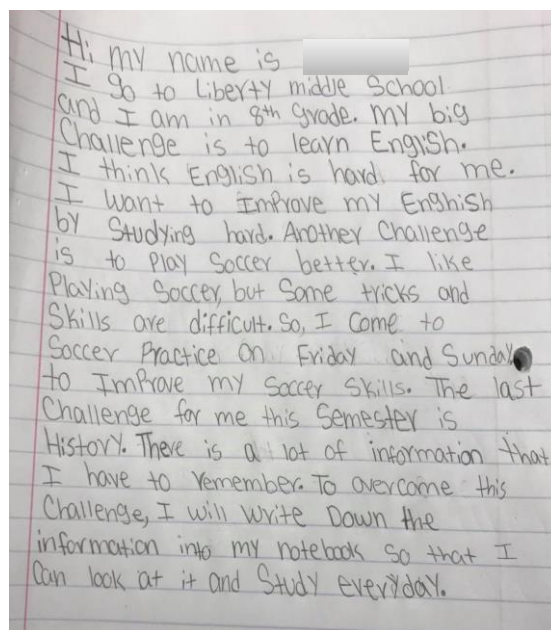 Hi, my name is
I go to Liberty middle School
and I am in 8th grade. My big
Challenge is to learn Engish.
I think English is hard for me.
I want to Improve my Enghish
by Studying hard. Another Challenge
is to Play Soccer better. I like
Playing Soccer, but Some tricks and
Skills are difficult. So, I Come to
Soccer Practice On Friday and Sunday
to Improve my Soccer Skills. The last
Challenge for me this Semester is
History. There is a lot of information that
I have to remember. To overcome this
Challenge, I will write Down the
information into my notebook So that I
Can look at it and Study everyday.